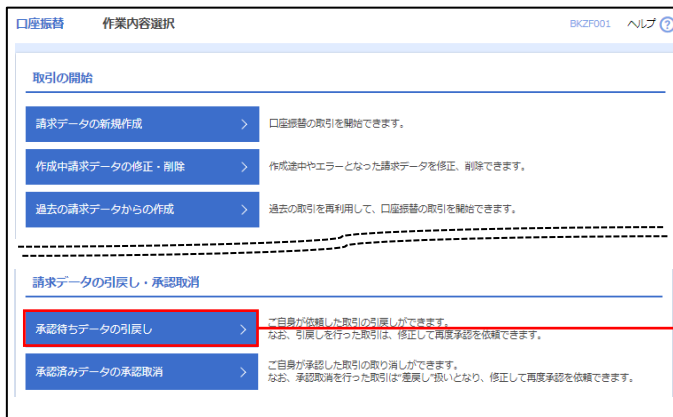 口座振替 作業内容選択 BKZF001 ヘルプ ?
取引の開始
請求データの新規作成 口座振替の取引を開始できます。
作成中請求データの修正・削除 作成途中やエラーとなった請求データを修正、削除できます。
過去の請求データからの作成 過去の取引を再利用して、口座振替の取引を開始できます。
請求データの引戻し・承認取消
承認待ちデータの引戻し ご自身が依頼した取引の引戻しができます。
なお、引戻しを行った取引は、修正して再度承認を依頼できます。
承認済みデータの承認取消 ご自身が承認した取引の取り消しができます。
なお、承認取消を行った取引は"差戻し"扱いとなり、修正して再度承認を依頼できます。